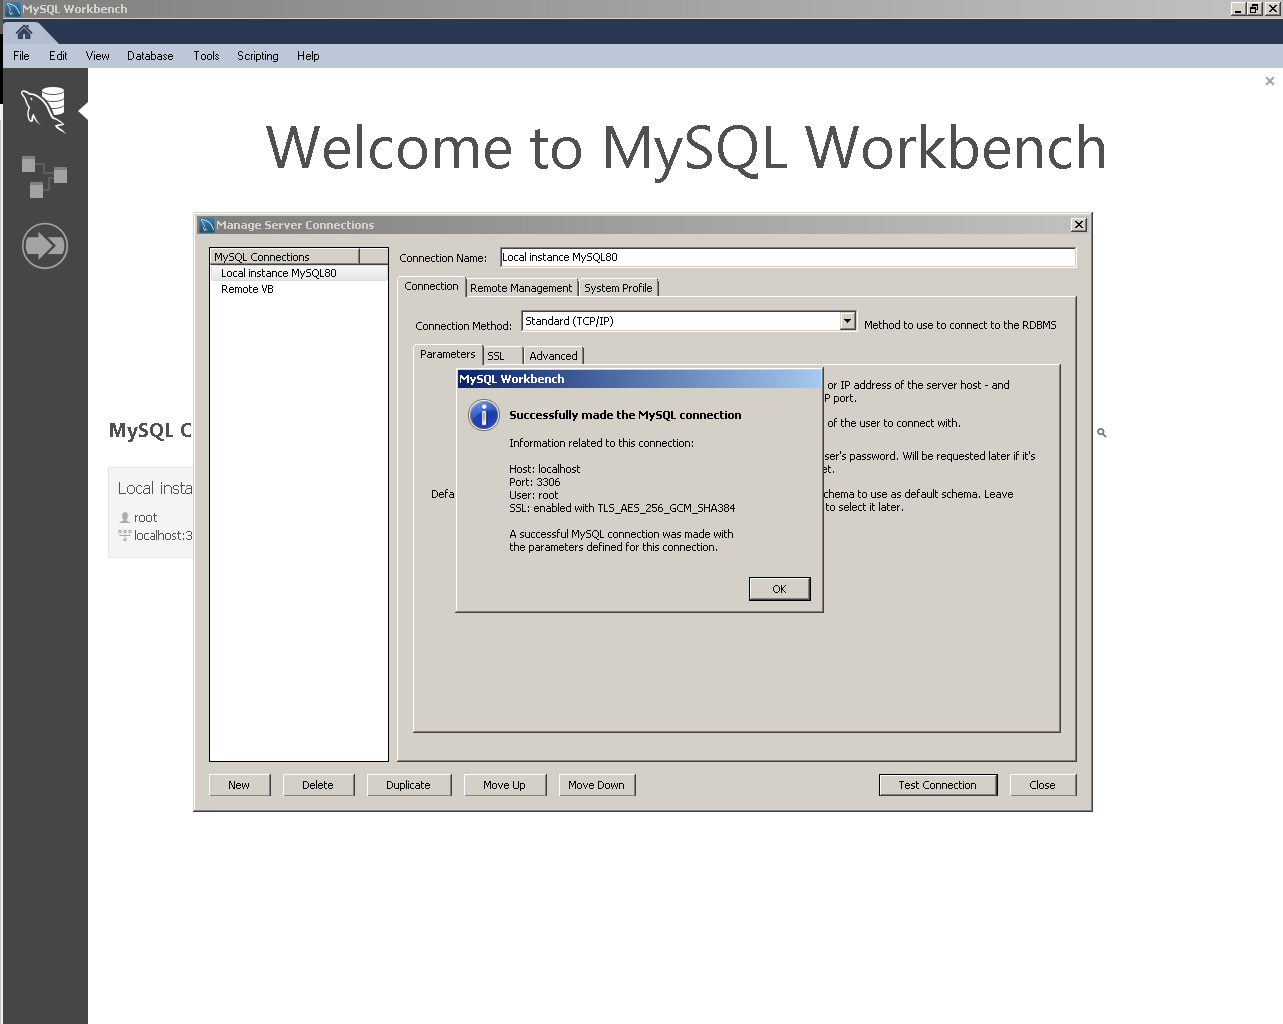 MySQL Workbench
File Edit View Database Tools Scripting Help
Welcome to MySQL Workbench
MySQL C
Local insta
root
localhost:3
Manage Server Connections
MySQL Connections
Local instance MySQL80
Remote VB
Connection Name: Local instance MySQL80
Connection Remote Management System Profile
Connection Method: Standard (TCP/IP) Method to use to connect to the RDBMS
Parameters SSL Advanced
or IP address of the server host - and
P port.
of the user to connect with.
ser's password. Will be requested later if it's
et.
Defa
chema to use as default schema. Leave
to select it later.
MySQL Workbench
Successfully made the MySQL connection
Information related to this connection:
Host: localhost
Port: 3306
User: root
SSL: enabled with TLS_AES_256_GCM_SHA384
A successful MySQL connection was made with
the parameters defined for this connection.
OK
New Delete Duplicate Move Up Move Down Test Connection Close